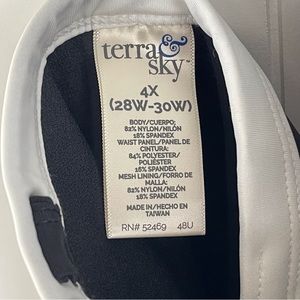 terra &
sky™
4X
(28W-30W)
BODY/CUERPO:
82% NYLON/NILÓN
18% SPANDEX
WAIST PANEL/PANEL DE
CINTURA:
84% POLYESTER/
POLIÉSTER
16% SPANDEX
MESH LINING/FORRO DE
MALLA:
82% NYLON/NILÓN
18% SPANDEX
MADE IN/HECHO EN
TAIWAN
RN# 52469 48U